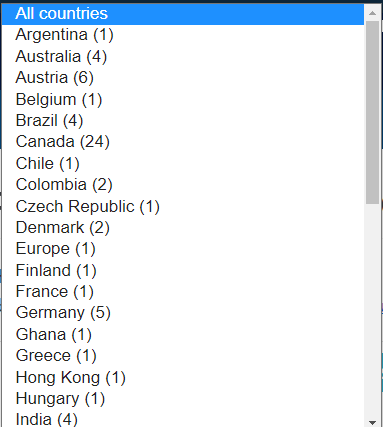 All countries
Argentina (1)
Australia (4)
Austria (6)
Belgium (1)
Brazil (4)
Canada (24)
Chile (1)
Colombia (2)
Czech Republic (1)
Denmark (2)
Europe (1)
Finland (1)
France (1)
Germany (5)
Ghana (1)
Greece (1)
Hong Kong (1)
Hungary (1)
India (4)